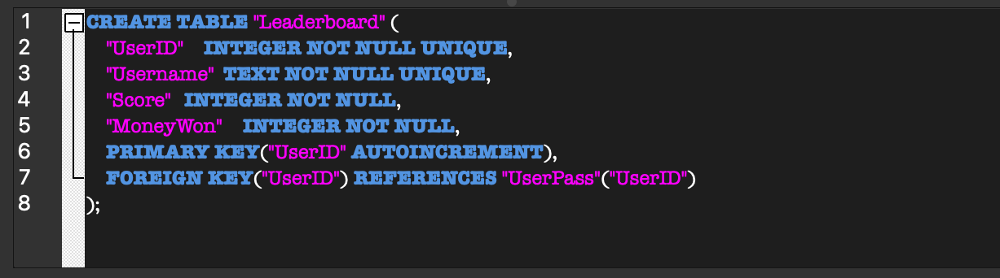 1 CREATE TABLE "Leaderboard" (
2 "UserID" INTEGER NOT NULL UNIQUE,
3 "Username" TEXT NOT NULL UNIQUE,
4 "Score" INTEGER NOT NULL,
5 "MoneyWon" INTEGER NOT NULL,
6 PRIMARY KEY("UserID" AUTOINCREMENT),
7 FOREIGN KEY("UserID") REFERENCES "UserPass"("UserID")
8 );